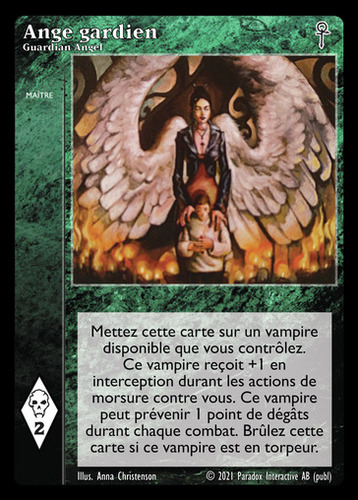 Ange gardien
Guardian Angel
MAÎTRE
Mettez cette carte sur un vampire
disponible que vous contrôlez.
Ce vampire reçoit +1 en
interception durant les actions de
morsure contre vous. Ce vampire
peut prévenir 1 point de dégâts
durant chaque combat. Brûlez cette
carte si ce vampire est en torpeur.
2
Illus. Anna Christenson
© 2021 Paradox Interactive AB (publ)